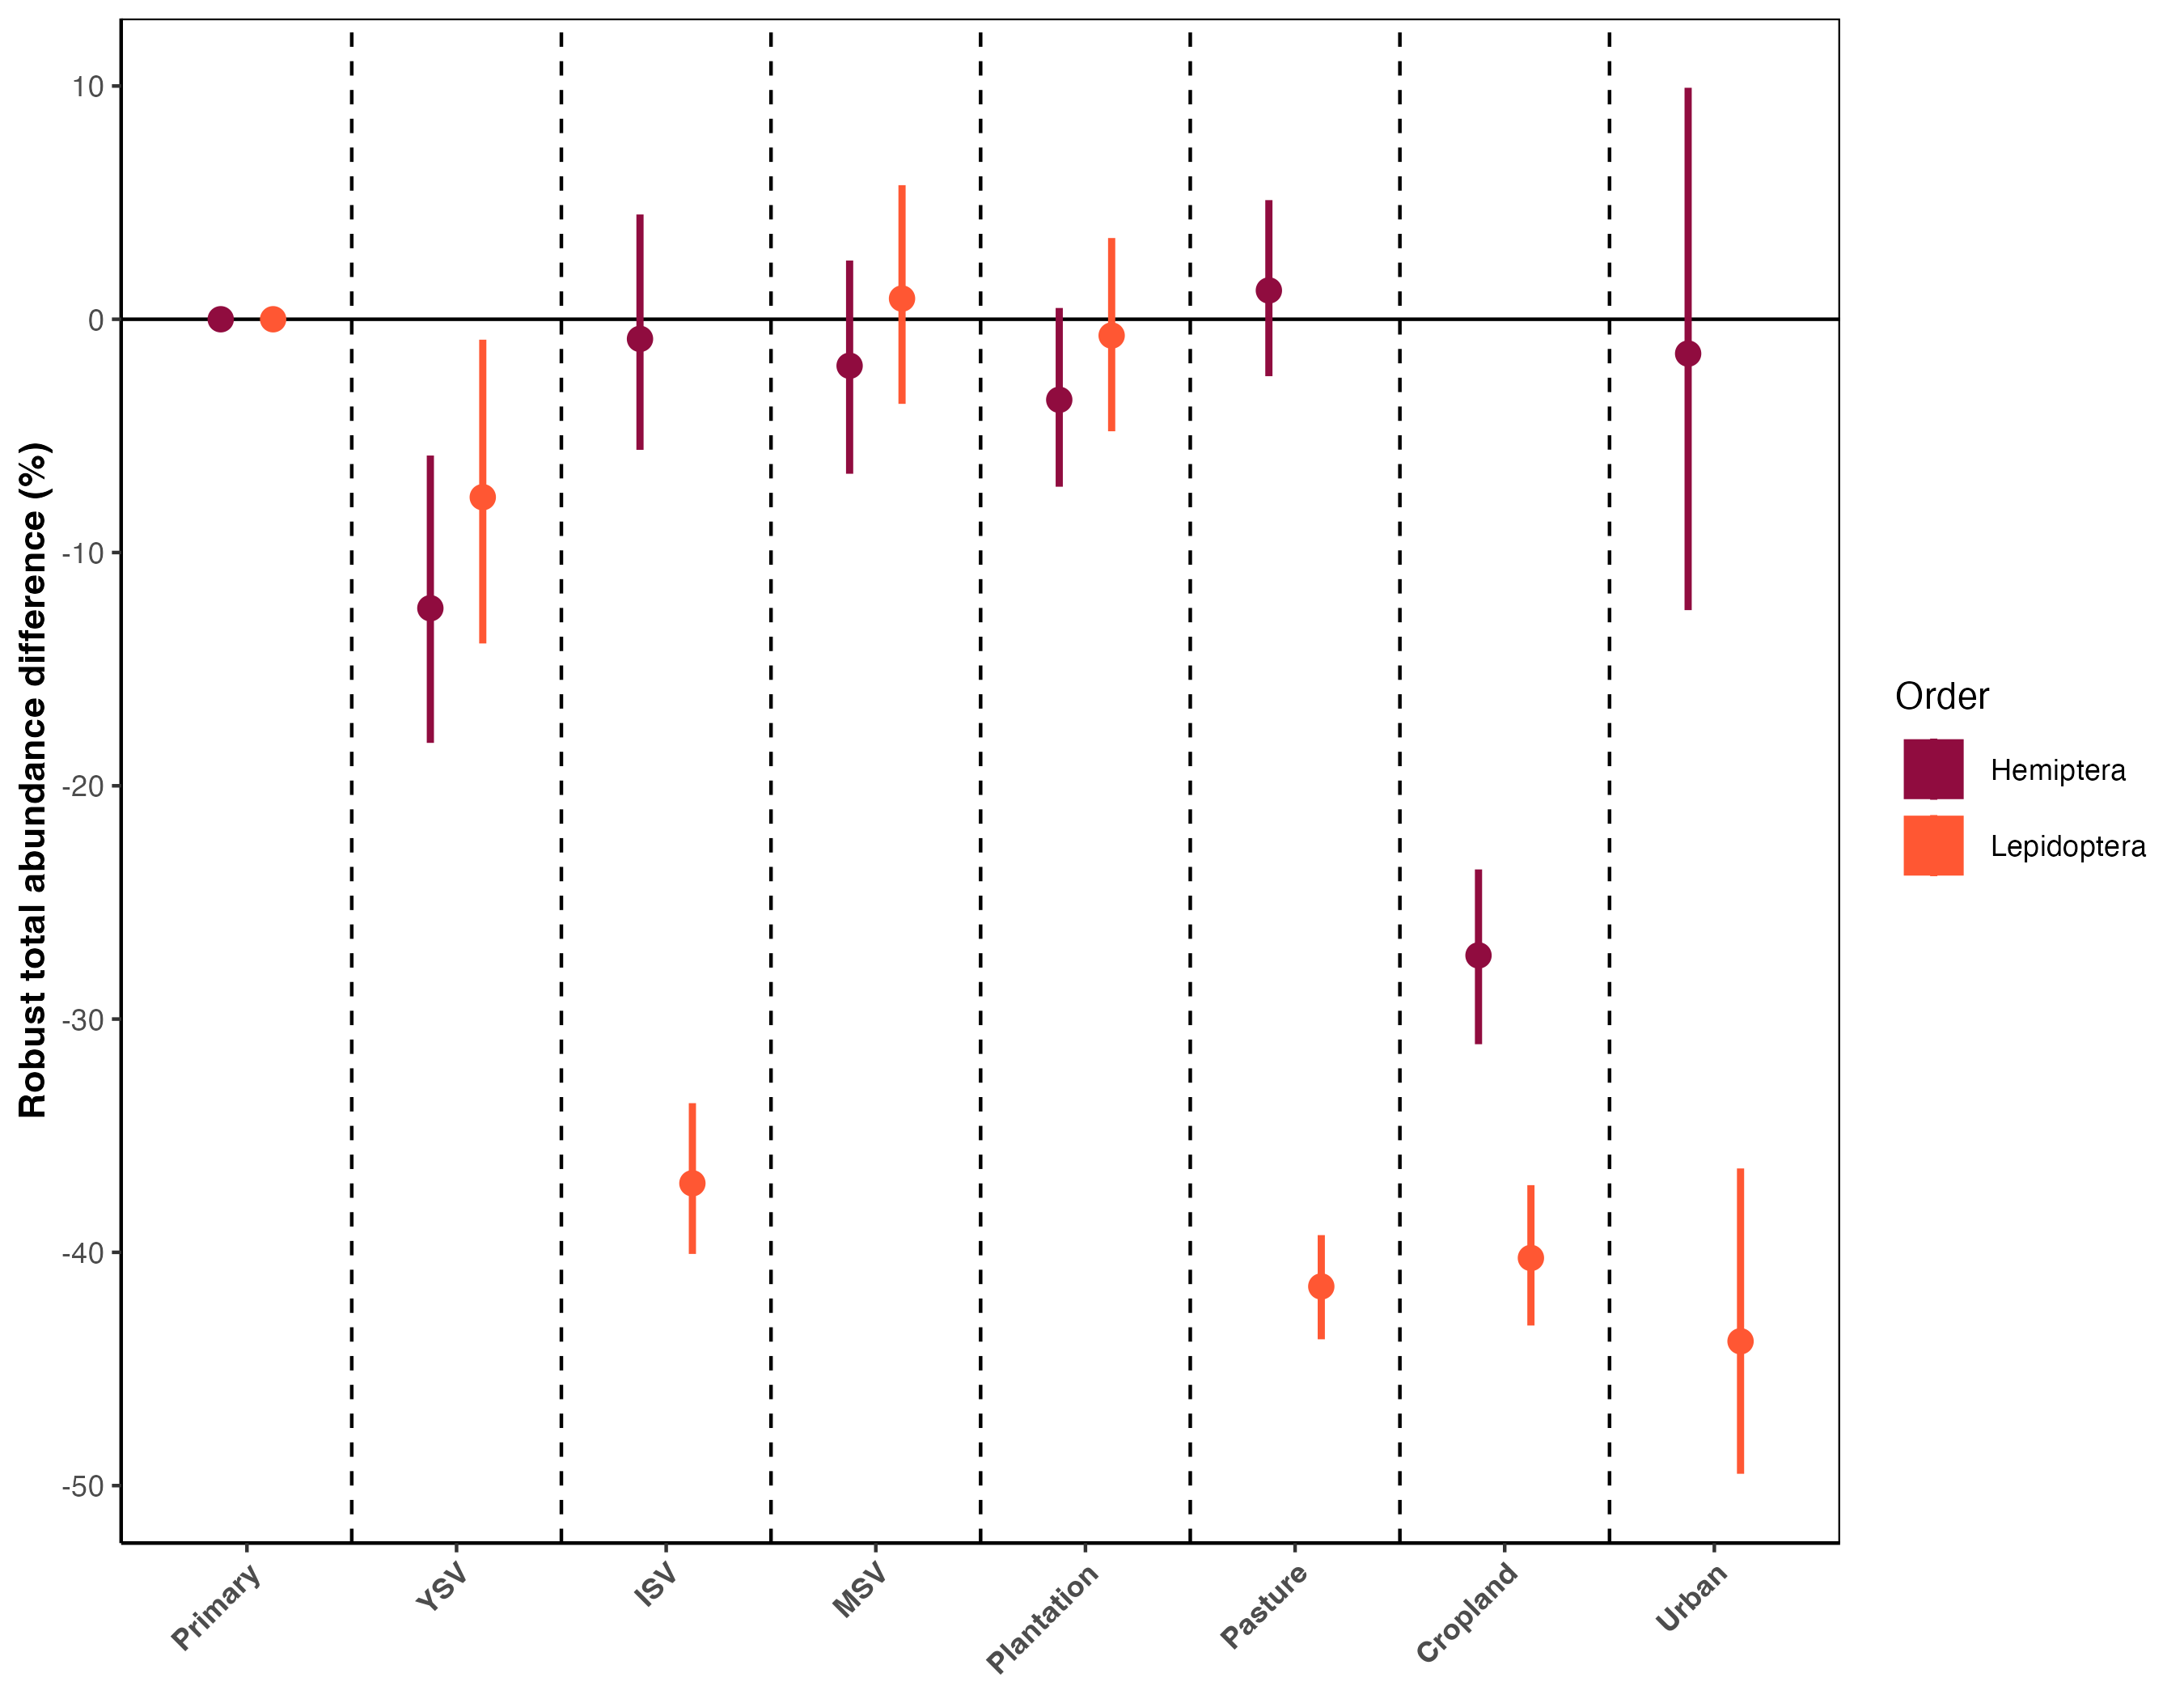 Robust total abundance difference (%)
10
0
-10
-20
-30
-40
-50
Primary
YSV
ISV
MSV
Plantation
Pasture
Cropland
Urban
Order
Hemiptera
Lepidoptera